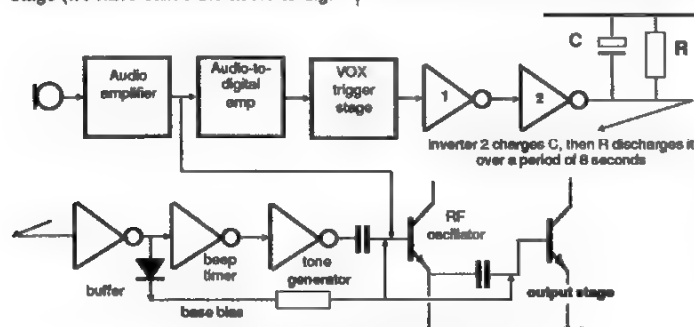 Audio
amplifier
Audio-to-
digital
amp
VOX
trigger
stage
1
2
C
R
Inverter 2 charges C, then R discharges it
over a period of 8 seconds
buffer
beep
timer
tone
generator
base bias
RF
oscillator
output stage